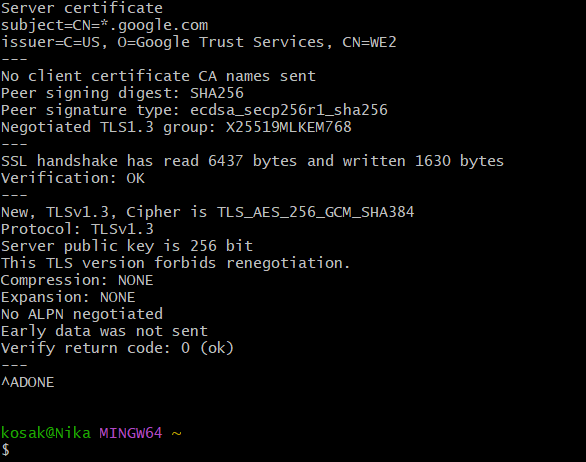 Server certificate
subject=CN=*.google.com
issuer=C=US, O=Google Trust Services, CN=WE2
---
No client certificate CA names sent
Peer signing digest: SHA256
Peer signature type: ecdsa_secp256r1_sha256
Negotiated TLS1.3 group: X25519MLKEM768
---
SSL handshake has read 6437 bytes and written 1630 bytes
Verification: OK
---
New, TLSv1.3, Cipher is TLS_AES_256_GCM_SHA384
Protocol: TLSv1.3
Server public key is 256 bit
This TLS version forbids renegotiation.
Compression: NONE
Expansion: NONE
No ALPN negotiated
Early data was not sent
Verify return code: 0 (ok)
---
^ADONE
kosak@Nika MINGW64 ~
$